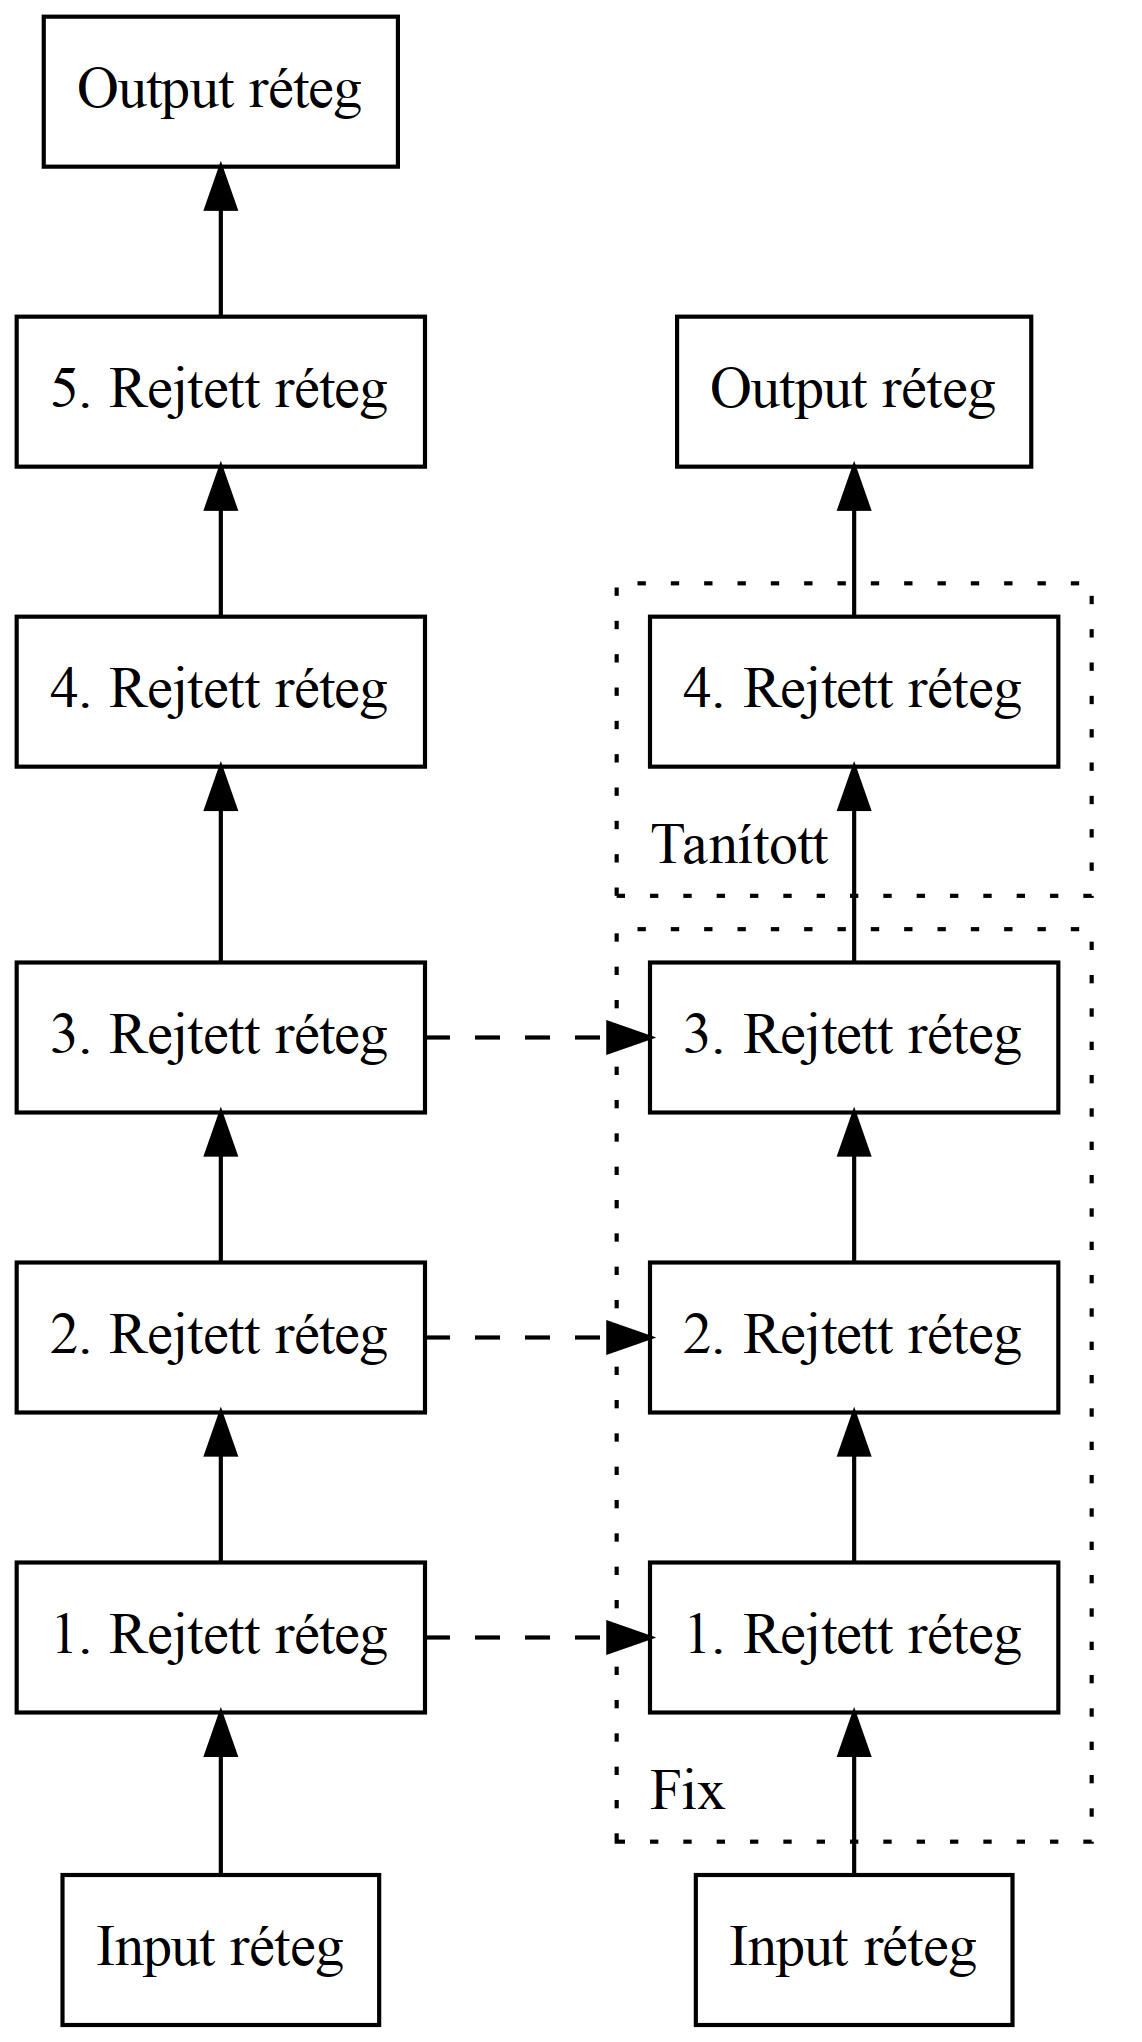 Output réteg
5. Rejtett réteg
Output réteg
4. Rejtett réteg
4. Rejtett réteg
Tanított
3. Rejtett réteg
3. Rejtett réteg
2. Rejtett réteg
2. Rejtett réteg
1. Rejtett réteg
1. Rejtett réteg
Fix
Input réteg
Input réteg